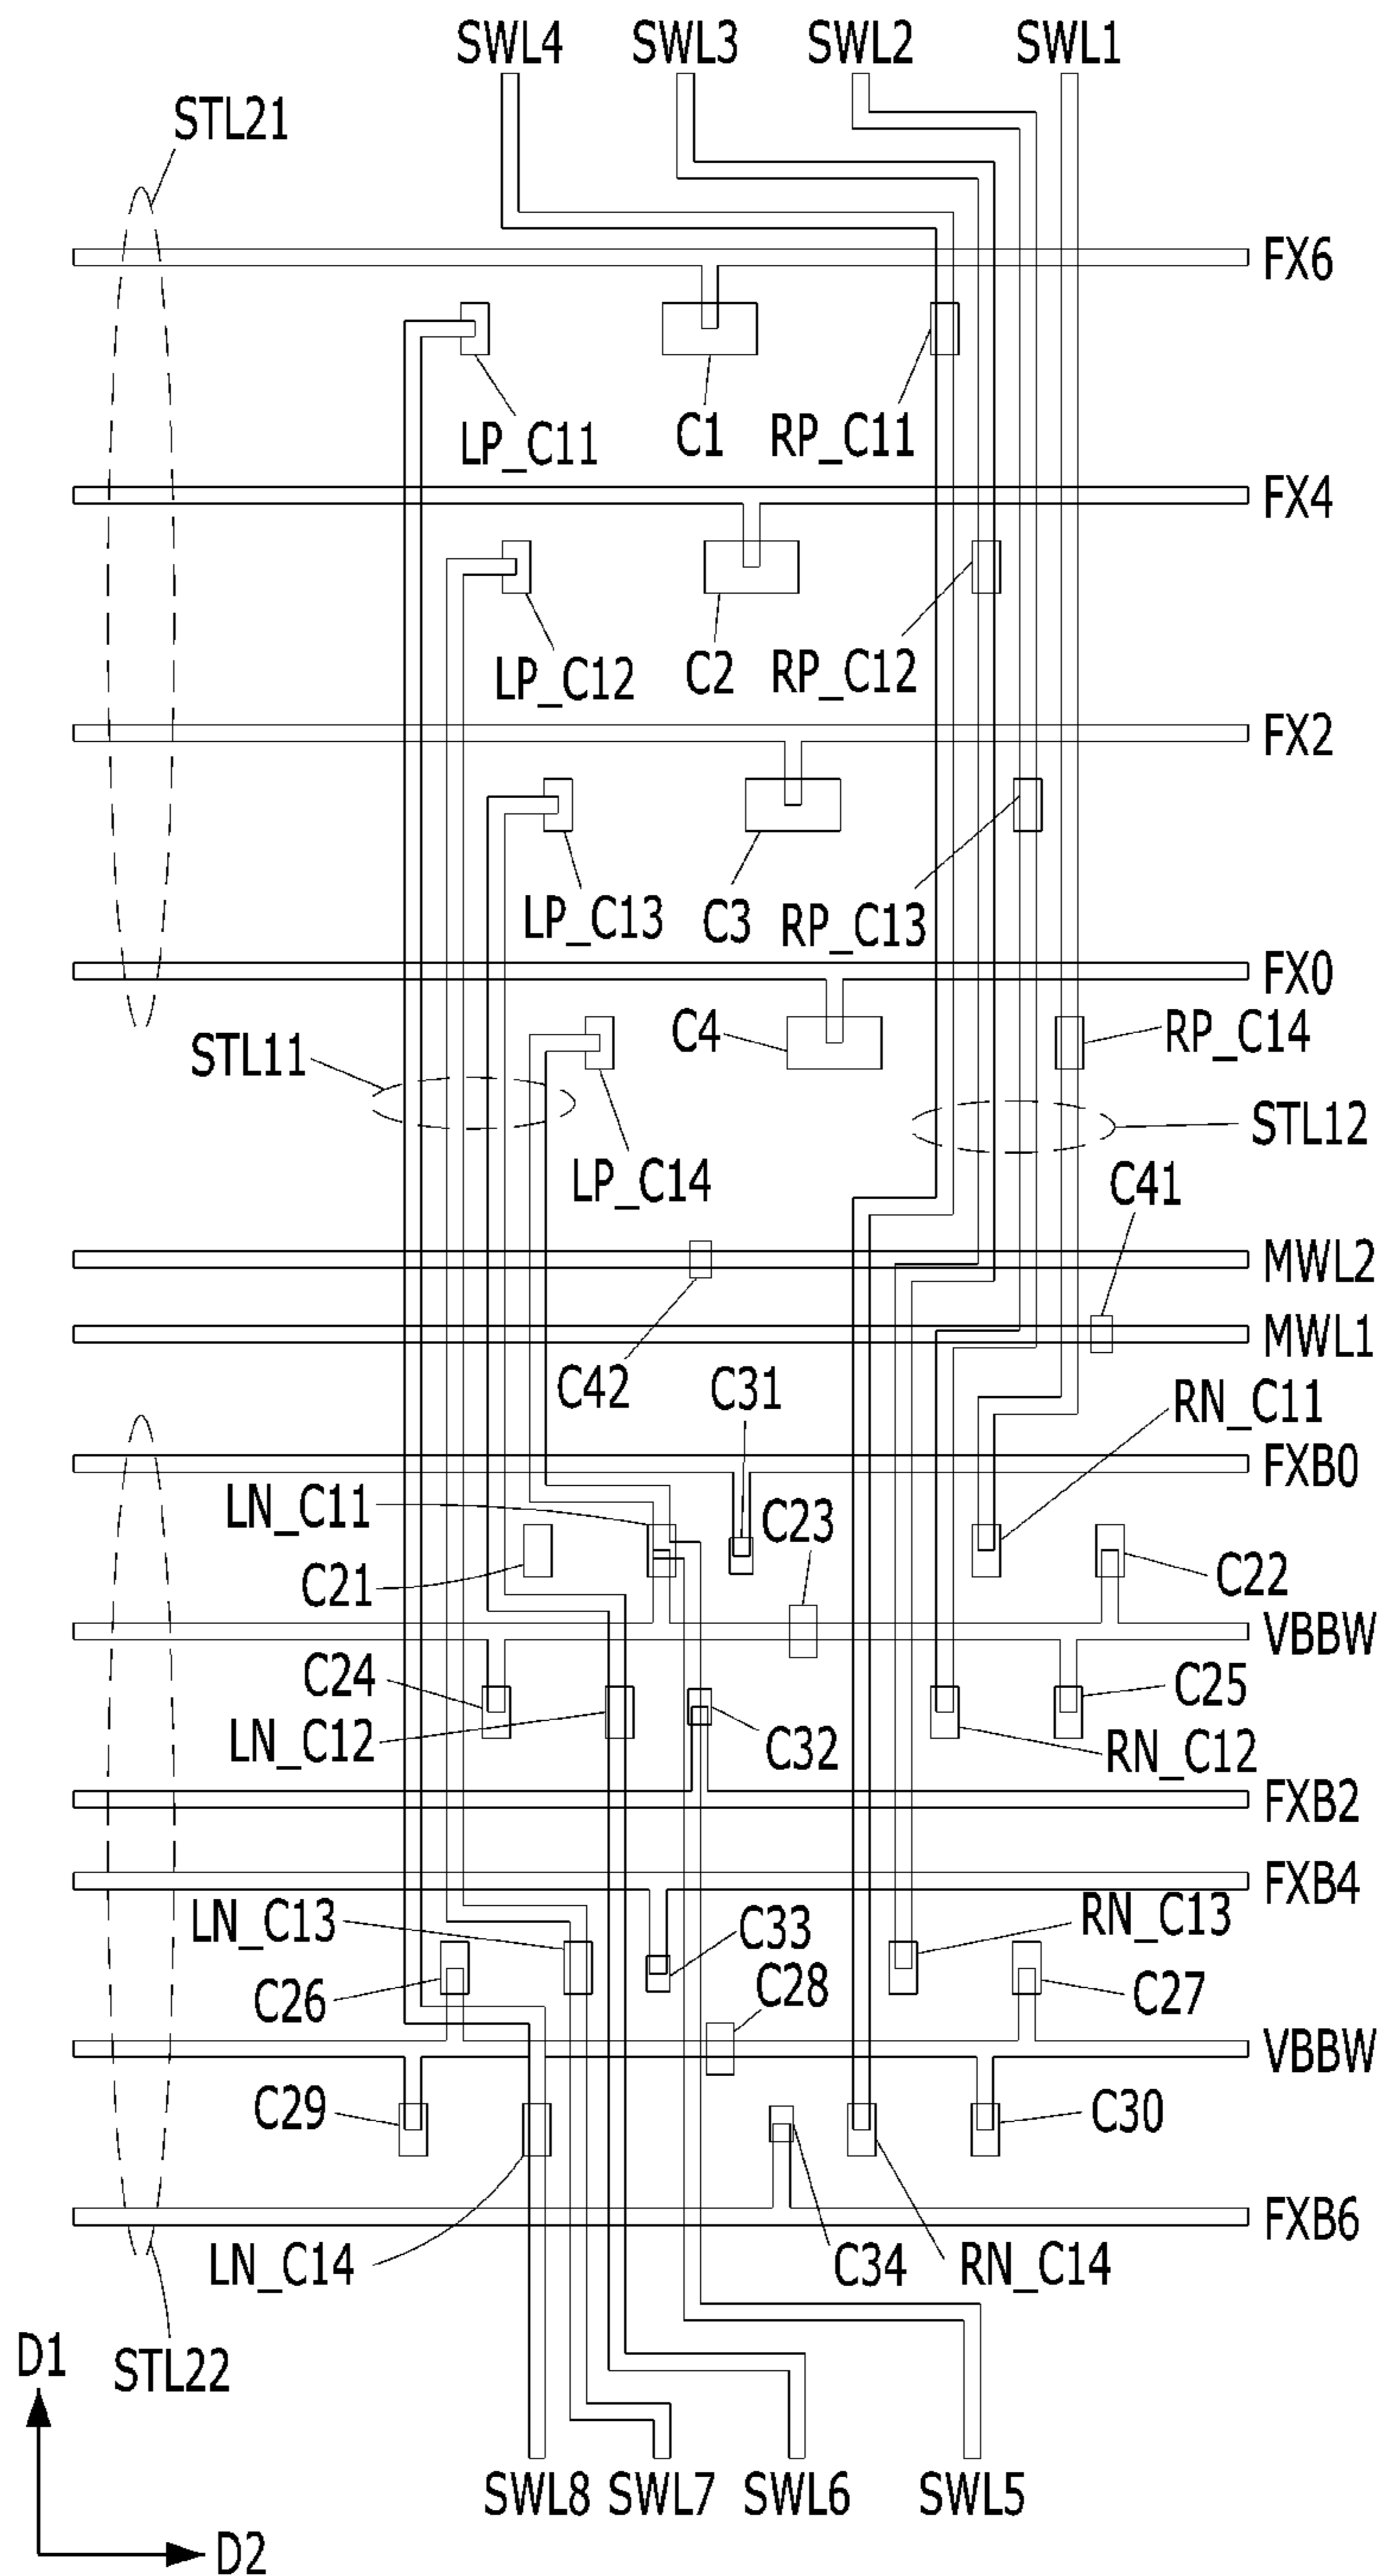 SWL4 SWL3 SWL2 SWL1
STL21
FX6
LP_C11 C1 RP_C11
FX4
LP_C12 C2 RP_C12
FX2
LP_C13 C3 RP_C13
FX0
STL11 C4 RP_C14
STL12
LP_C14 C41
MWL2
MWL1
C42 C31 RN_C11
FXB0
LN_C11 C23
C21 C22
VBBW
C24 C25
LN_C12 C32 RN_C12
FXB2
FXB4
LN_C13 C33 RN_C13
C26 C28 C27
VBBW
C29 C30
FXB6
LN_C14 C34 RN_C14
D1 STL22
SWL8 SWL7 SWL6 SWL5
D2